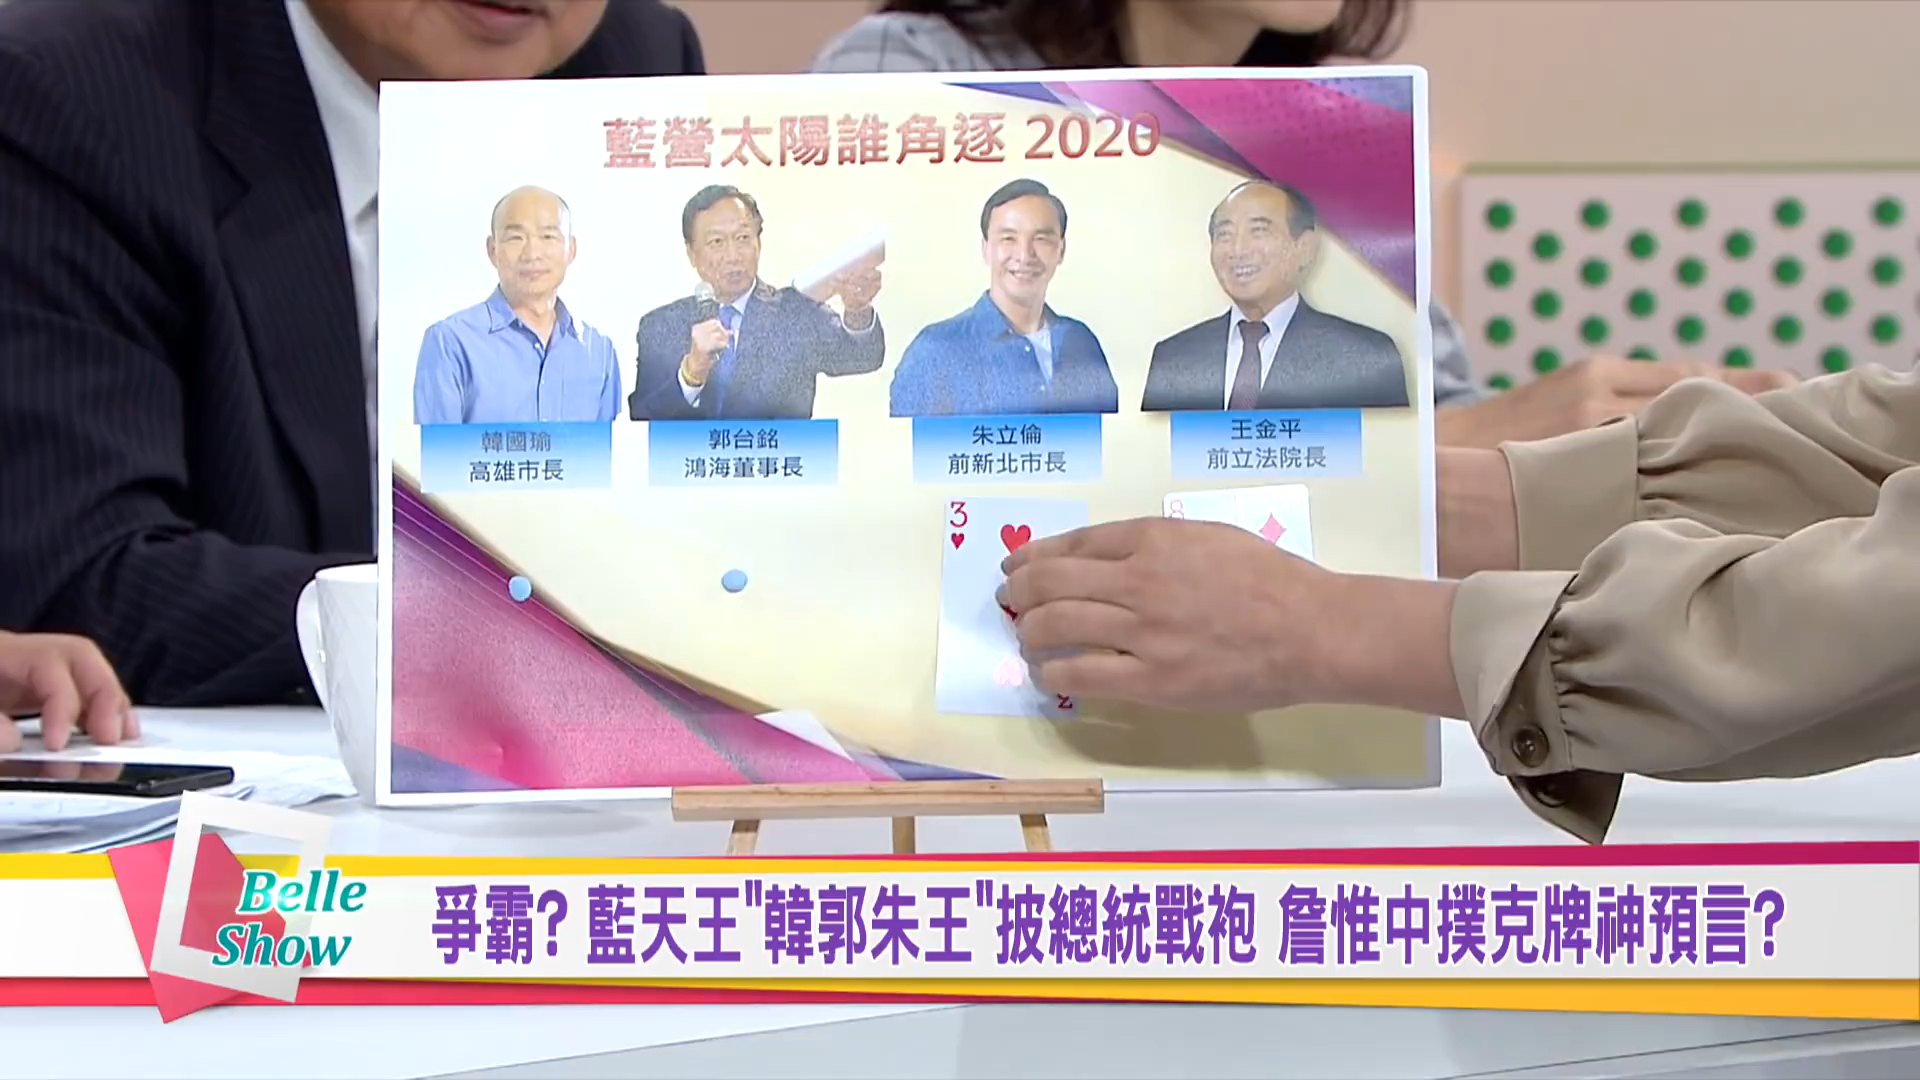 藍營太陽誰角逐 2020
韓國瑜
高雄市長
郭台銘
鴻海董事長
朱立倫
前新北市長
王金平
前立法院長
3
8
3
Belle
Show
爭霸? 藍天王"韓郭朱王"披總統戰袍 詹惟中撲克牌神預言?